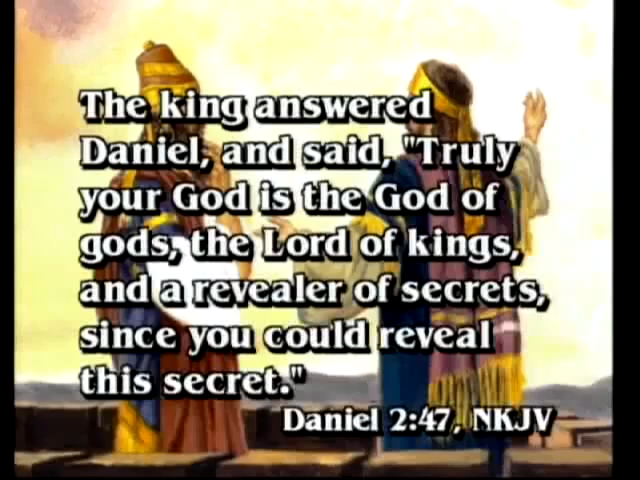 The king answered
Daniel, and said, "Truly
your God is the God of
gods, the Lord of kings,
and a revealer of secrets,
since you could reveal
this secret."
Daniel 2:47, NKJV